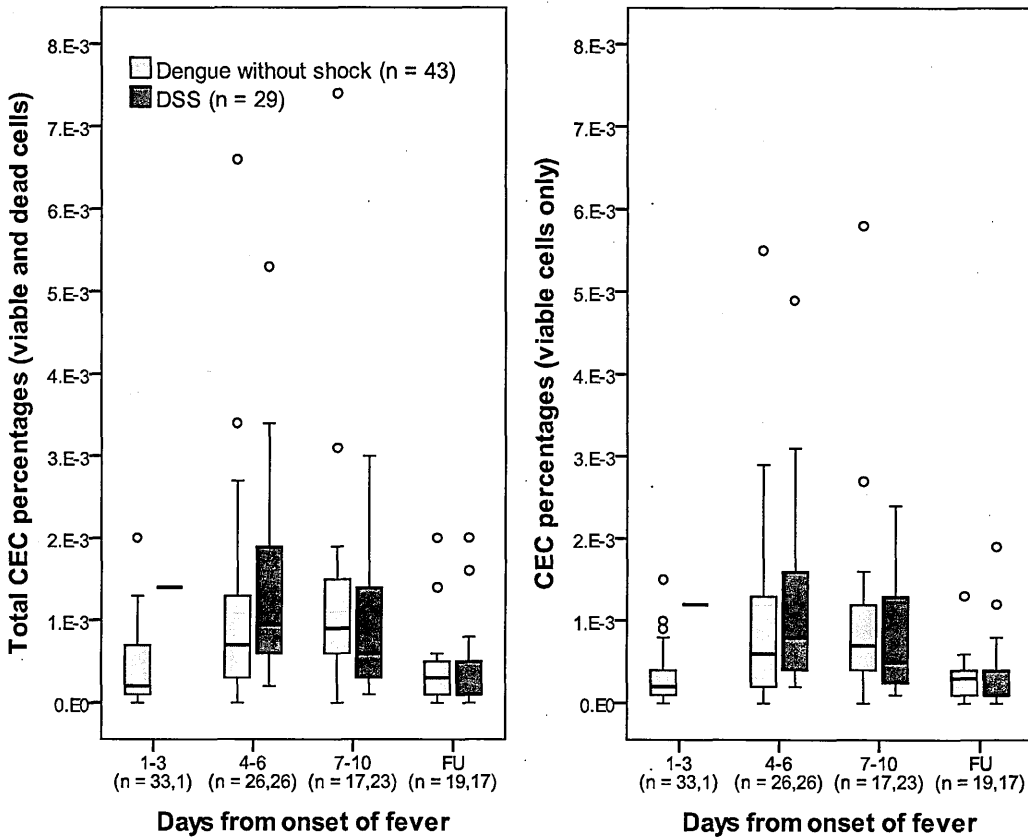 Total CEC percentages (viable and dead cells)
8.E-3
7.E-3
6.E-3
5.E-3
4.E-3
3.E-3
2.E-3
1.E-3
0.E0
Dengue without shock (n = 43)
DSS (n = 29)
1-3 4-6 7-10 FU
(n = 33,1) (n = 26,26) (n = 17,23) (n = 19,17)
Days from onset of fever
CEC percentages (viable cells only)
8.E-3
7.E-3
6.E-3
5.E-3
4.E-3
3.E-3
2.E-3
1.E-3
0.E0
1-3 4-6 7-10 FU
(n = 33,1) (n = 26,26) (n = 17,23) (n = 19,17)
Days from onset of fever